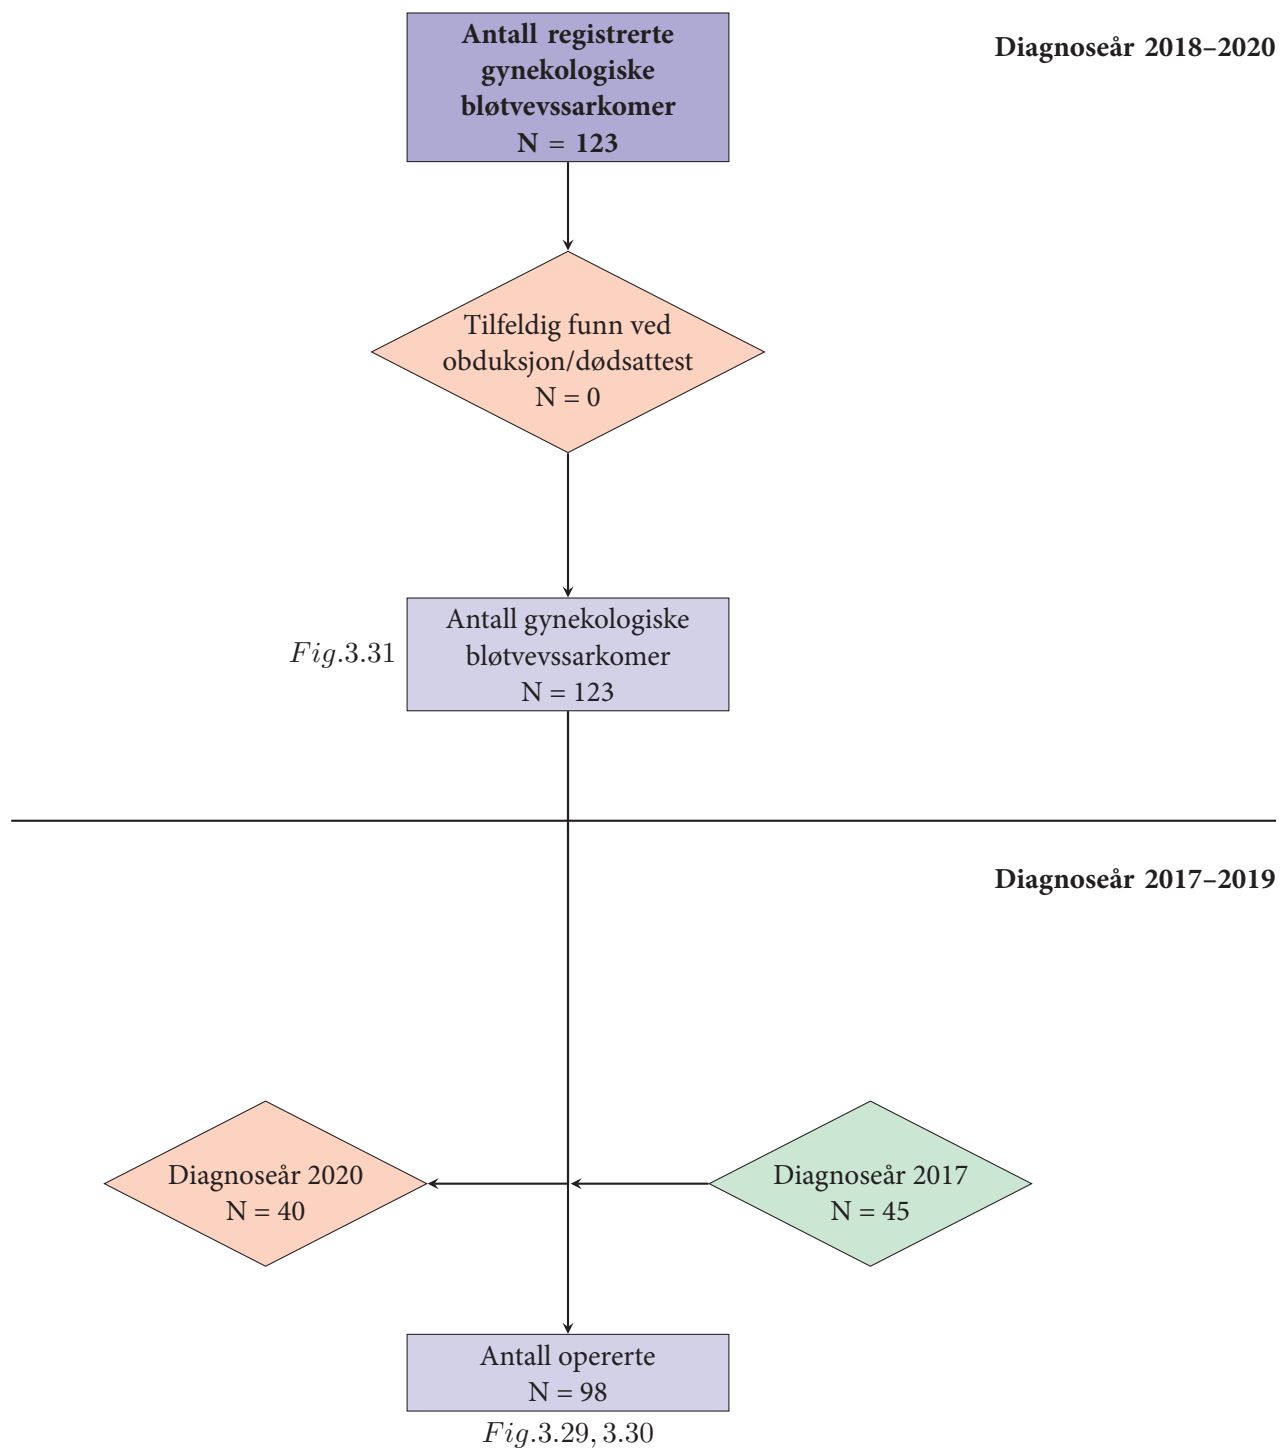 Antall registrerte
gynekologiske
bløtvevssarkomer
N = 123
Diagnoseår 2018–2020
Tilfeldig funn ved
obduksjon/dødsattest
N = 0
Fig.3.31
Antall gynekologiske
bløtvevssarkomer
N = 123
Diagnoseår 2017–2019
Diagnoseår 2020
N = 40
Diagnoseår 2017
N = 45
Antall opererte
N = 98
Fig.3.29, 3.30